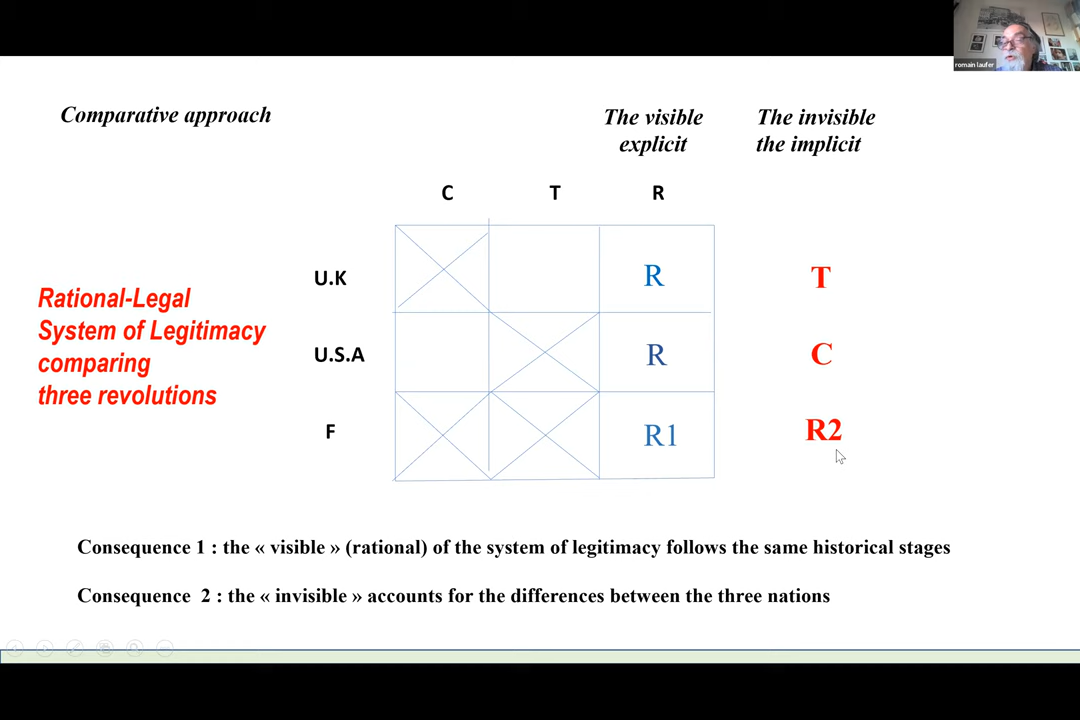 romain laufer
Comparative approach
The visible
explicit
The invisible
the implicit
C T R
U.K R T
Rational-Legal
System of Legitimacy
comparing
three revolutions
U.S.A R C
F R1 R2
Consequence 1 : the « visible » (rational) of the system of legitimacy follows the same historical stages
Consequence 2 : the « invisible » accounts for the differences between the three nations